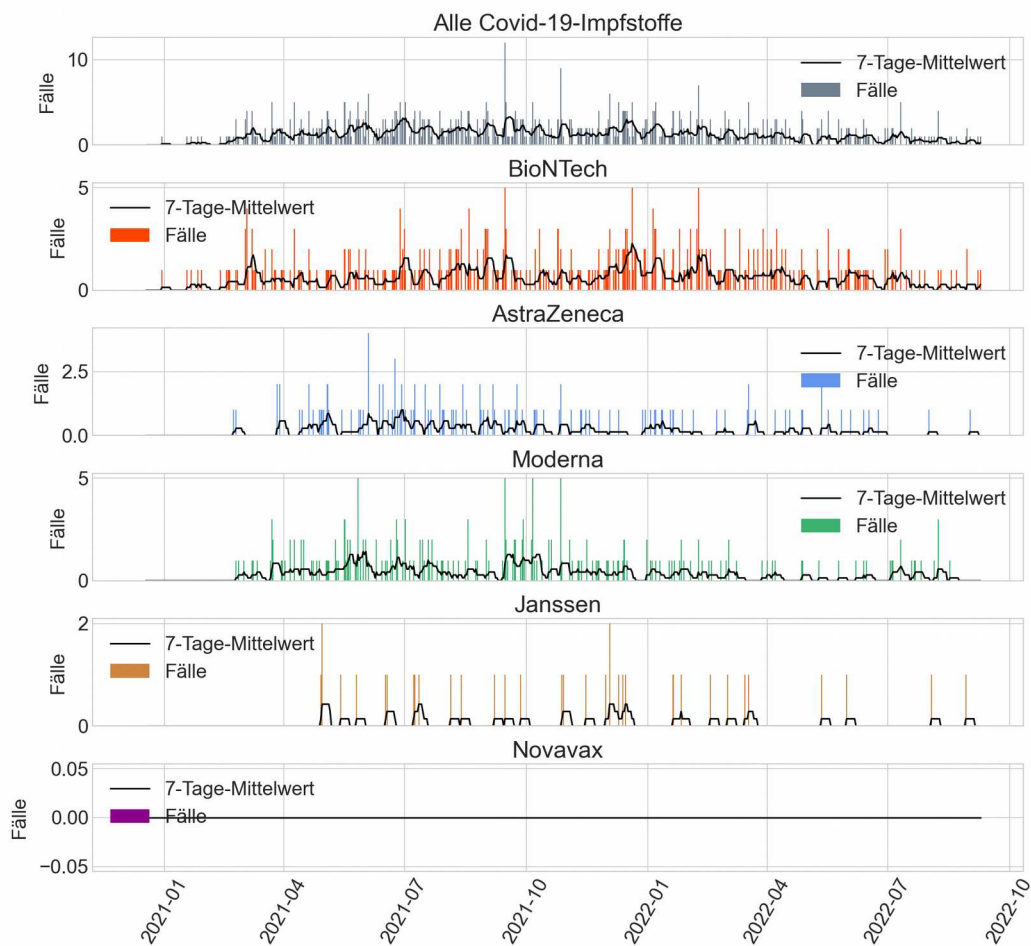 Alle Covid-19-Impfstoffe
10
0
Fälle
7-Tage-Mittelwert
Fälle
BioNTech
5
0
Fälle
7-Tage-Mittelwert
Fälle
AstraZeneca
2.5
0.0
Fälle
7-Tage-Mittelwert
Fälle
Moderna
5
0
Fälle
7-Tage-Mittelwert
Fälle
Janssen
2
0
Fälle
7-Tage-Mittelwert
Fälle
Novavax
0.05
0.00
−0.05
Fälle
7-Tage-Mittelwert
Fälle
2021-01
2021-04
2021-07
2021-10
2022-01
2022-04
2022-07
2022-10